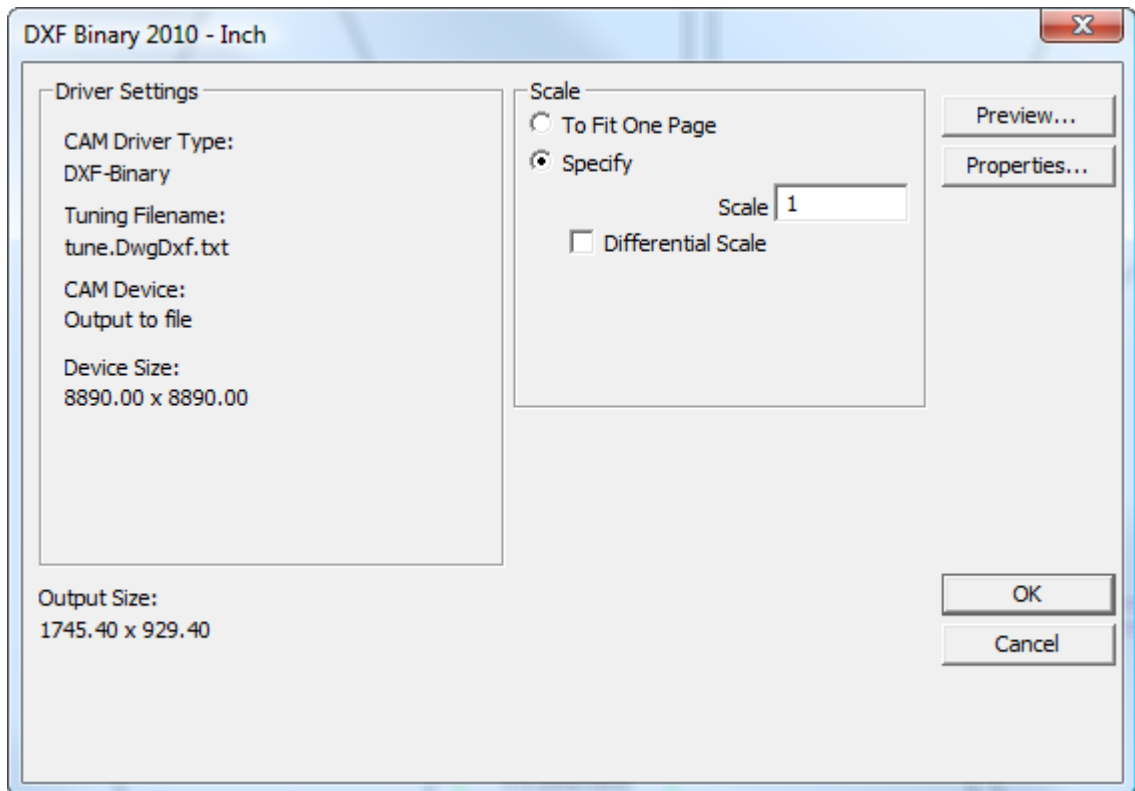 DXF Binary 2010 - Inch
Driver Settings
CAM Driver Type:
DXF-Binary
Tuning Filename:
tune.DwgDxf.txt
CAM Device:
Output to file
Device Size:
8890.00 x 8890.00
Scale
To Fit One Page
Specify
Scale 1
Differential Scale
Preview...
Properties...
Output Size:
1745.40 x 929.40
OK
Cancel